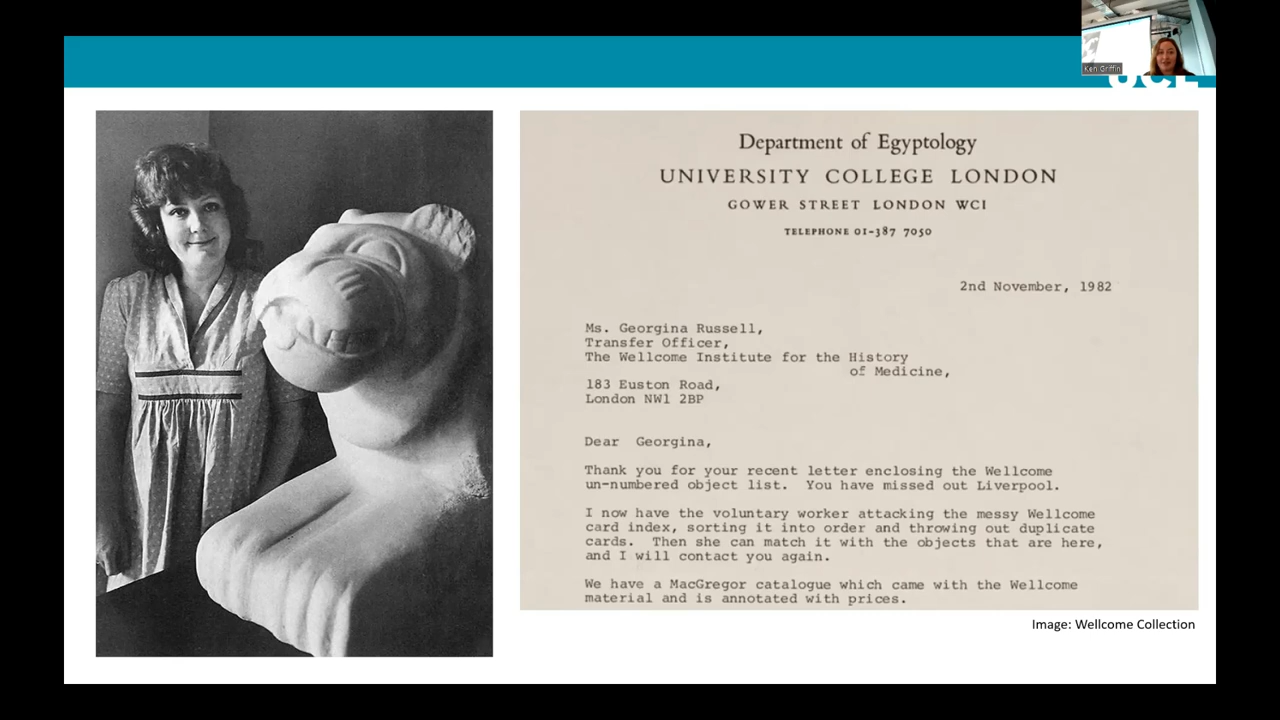 Ken Griffin
UCL
Department of Egyptology
UNIVERSITY COLLEGE LONDON
GOWER STREET LONDON WC1
TELEPHONE 01-387 7050
2nd November, 1982
Ms. Georgina Russell,
Transfer Officer,
The Wellcome Institute for the History
of Medicine,
183 Euston Road,
London NW1 2BP
Dear Georgina,
Thank you for your recent letter enclosing the Wellcome
un-numbered object list. You have missed out Liverpool.
I now have the voluntary worker attacking the messy Wellcome
card index, sorting it into order and throwing out duplicate
cards. Then she can match it with the objects that are here,
and I will contact you again.
We have a MacGregor catalogue which came with the Wellcome
material and is annotated with prices.
Image: Wellcome Collection